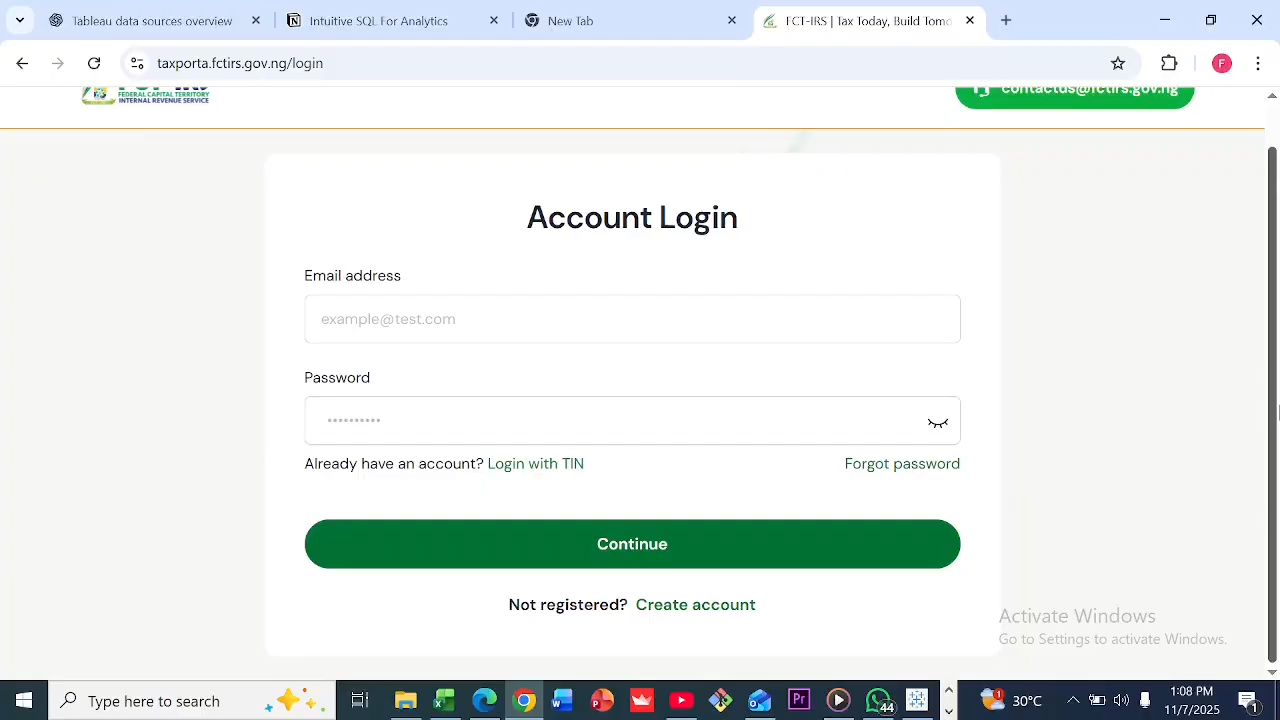 Tableau data sources overview
Intuitive SQL For Analytics
New Tab
FCT-IRS | Tax Today, Build Tomo
taxporta.fctirs.gov.ng/login
F
FCT-IRS
FEDERAL CAPITAL TERRITORY
INTERNAL REVENUE SERVICE
contactus@fctirs.gov.ng
Account Login
Email address
example@test.com
Password
Already have an account? Login with TIN
Forgot password
Continue
Not registered? Create account
Activate Windows
Go to Settings to activate Windows.
Type here to search
44
30°C
1:08 PM
11/7/2025
1